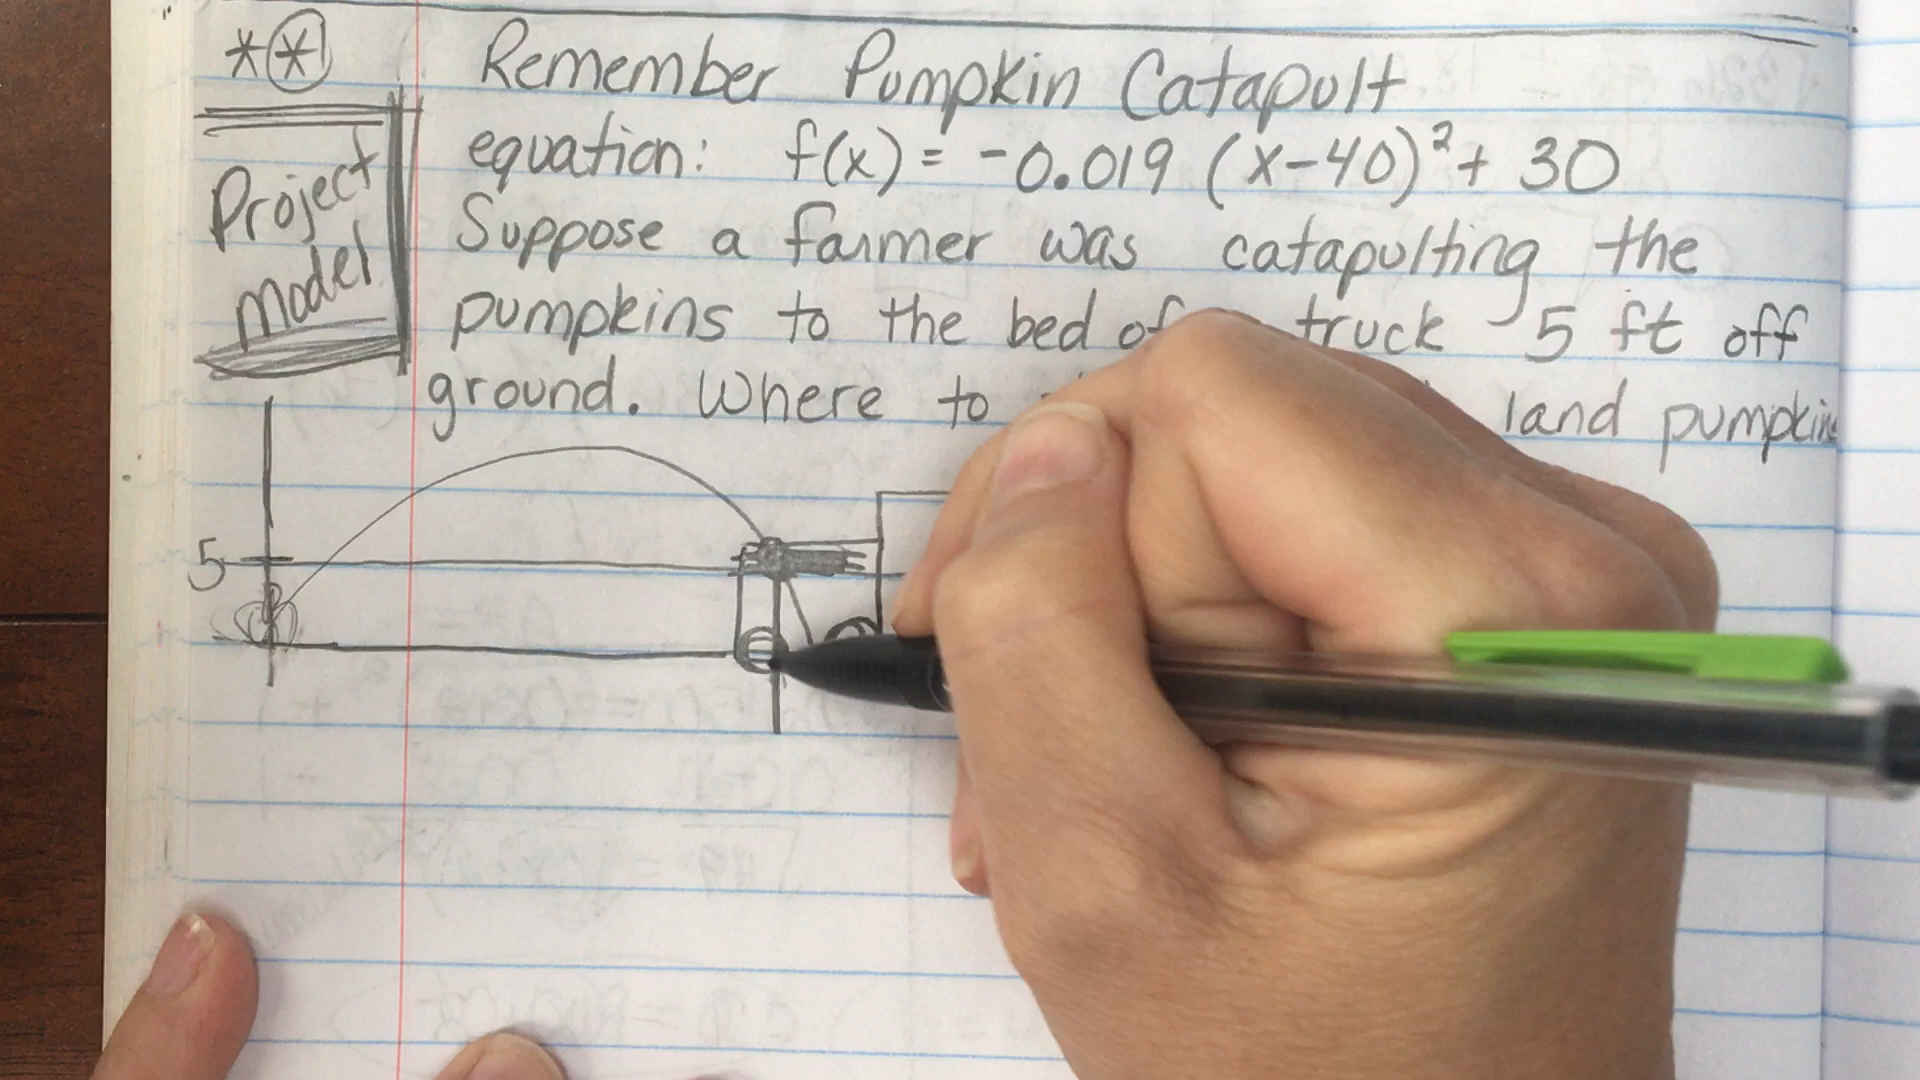 **
Remember Pumpkin Catapult
equation: f(x) = -0.019 (x-40)² + 30
Project
Model
Suppose a farmer was catapulting the
pumpkins to the bed of truck 5 ft off
ground. Where to land pumpkins
5